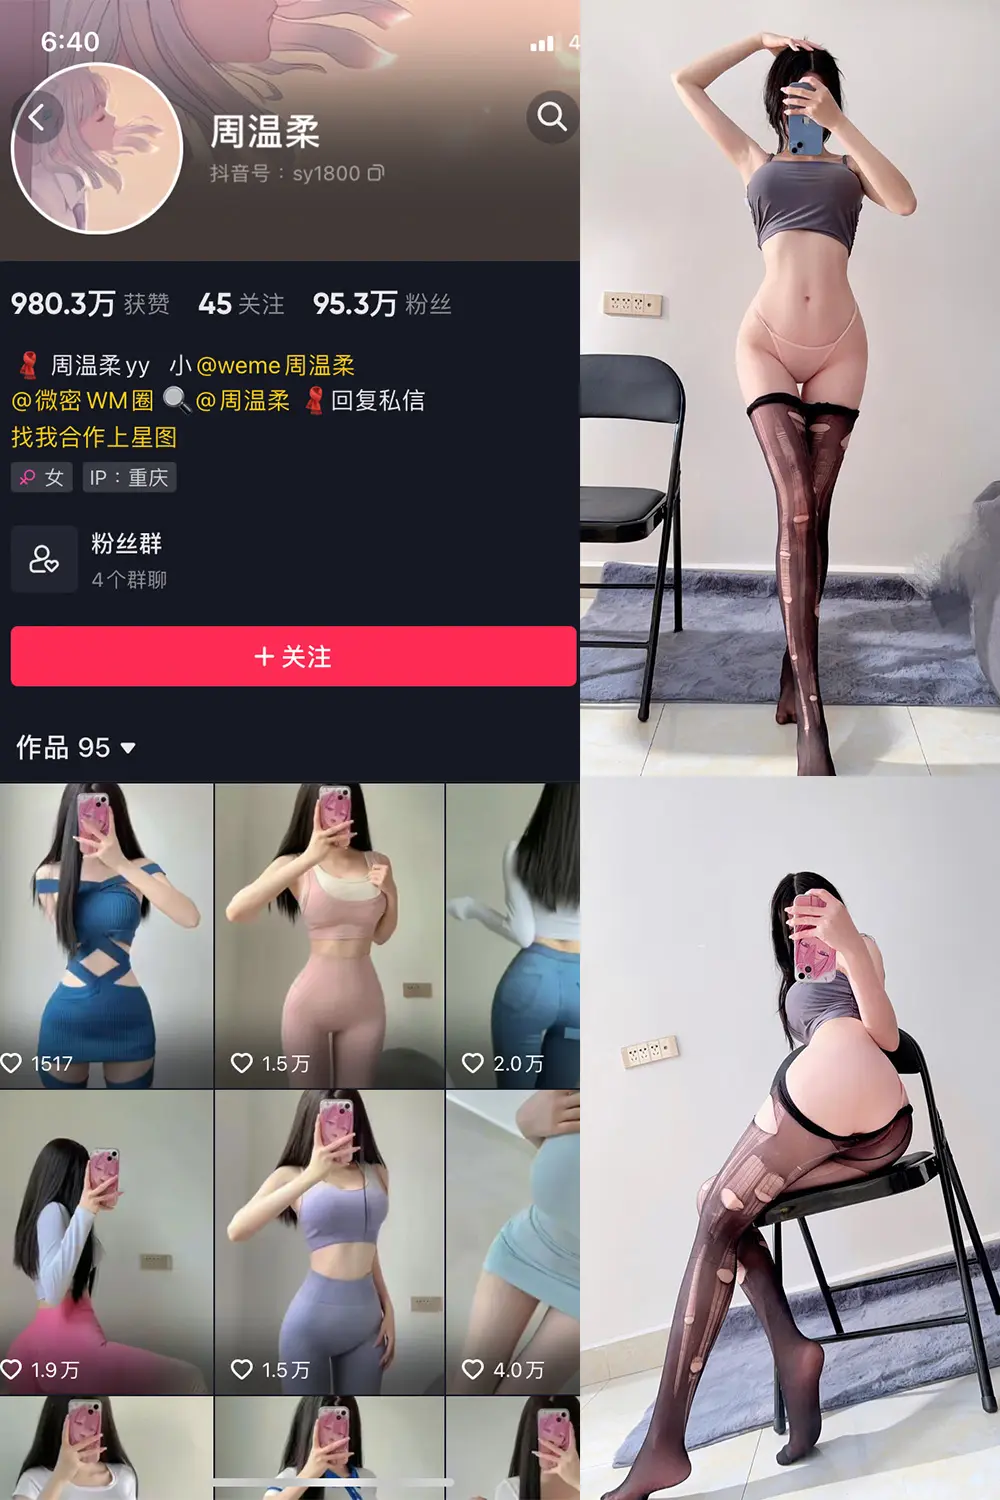 6:40
4
周温柔
抖音号：sy1800
980.3万 获赞 45 关注 95.3万 粉丝
周温柔yy 小@weme周温柔
@微密WM圈 @周温柔 回复私信
找我合作上星图
女 IP：重庆
粉丝群
4个群聊
+ 关注
作品 95
1517 1.5万 2.0万
1.9万 1.5万 4.0万